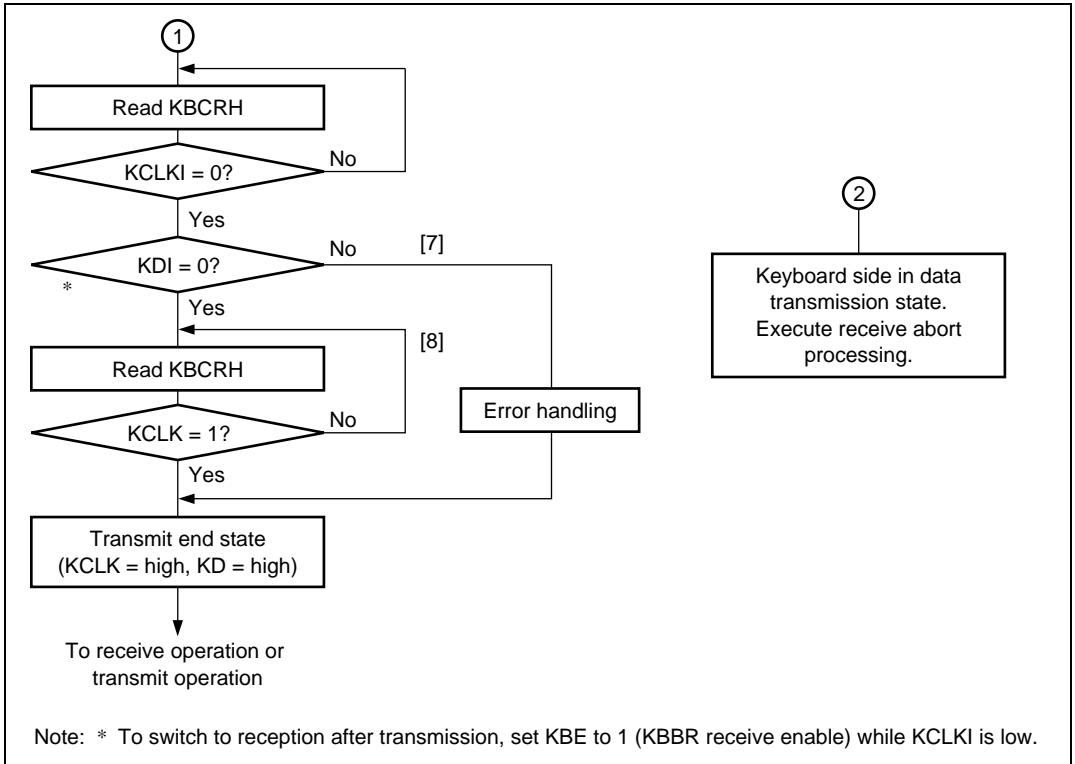 1
Read KBCRH
KCLKI = 0?
No
Yes
KDI = 0?
No
[7]
*
Yes
[8]
Read KBCRH
KCLK = 1?
No
Error handling
Yes
Transmit end state
(KCLK = high, KD = high)
To receive operation or
transmit operation
2
Keyboard side in data
transmission state.
Execute receive abort
processing.
Note: * To switch to reception after transmission, set KBE to 1 (KBBR receive enable) while KCLKI is low.